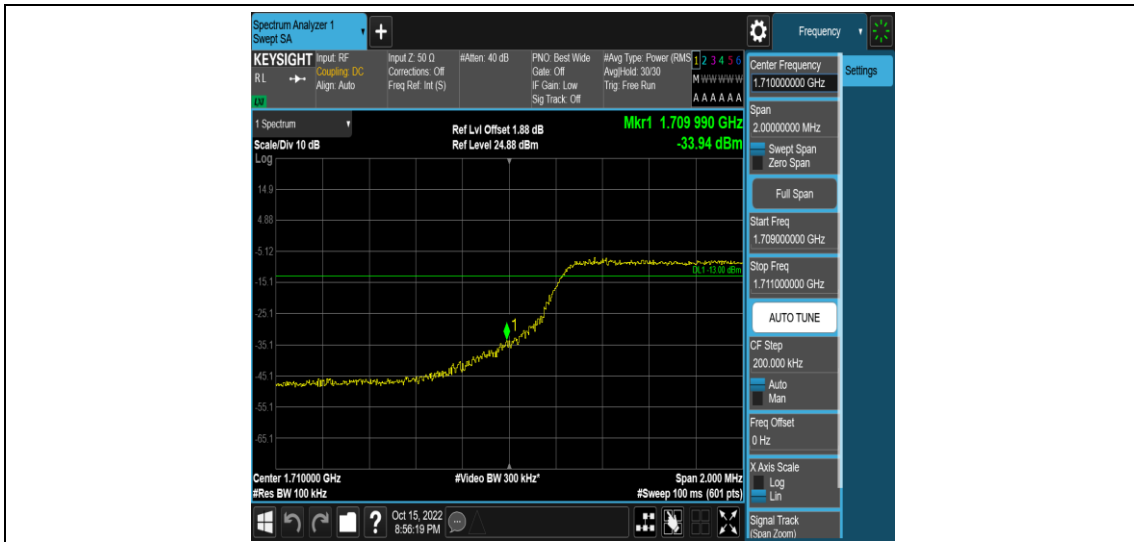 Spectrum Analyzer 1
Swept SA
+
Frequency
KEYSIGHT
RL
LXI
Input: RF
Coupling: DC
Align: Auto
Input Z: 50 Ω
Corrections: Off
Freq Ref: Int (S)
#Atten: 40 dB
PNO: Best Wide
Gate: Off
IF Gain: Low
Sig Track: Off
#Avg Type: Power (RMS
Avg|Hold: 30/30
Trig: Free Run
1 2 3 4 5 6
M W W W W W
A A A A A A
Center Frequency
1.710000000 GHz
Settings
Span
2.00000000 MHz
Swept Span
Zero Span
Full Span
Start Freq
1.709000000 GHz
Stop Freq
1.711000000 GHz
AUTO TUNE
CF Step
200.000 kHz
Auto
Man
Freq Offset
0 Hz
X Axis Scale
Log
Lin
Signal Track
(Span Zoom)
1 Spectrum
Scale/Div 10 dB
Ref Lvl Offset 1.88 dB
Ref Level 24.88 dBm
Mkr1 1.709 990 GHz
-33.94 dBm
Log
14.9
4.88
-5.12
DL1 -13.00 dBm
-15.1
-25.1
1
-35.1
-45.1
-55.1
-65.1
Center 1.710000 GHz
#Video BW 300 kHz*
Span 2.000 MHz
#Res BW 100 kHz
#Sweep 100 ms (601 pts)
?
Oct 15, 2022
8:56:19 PM